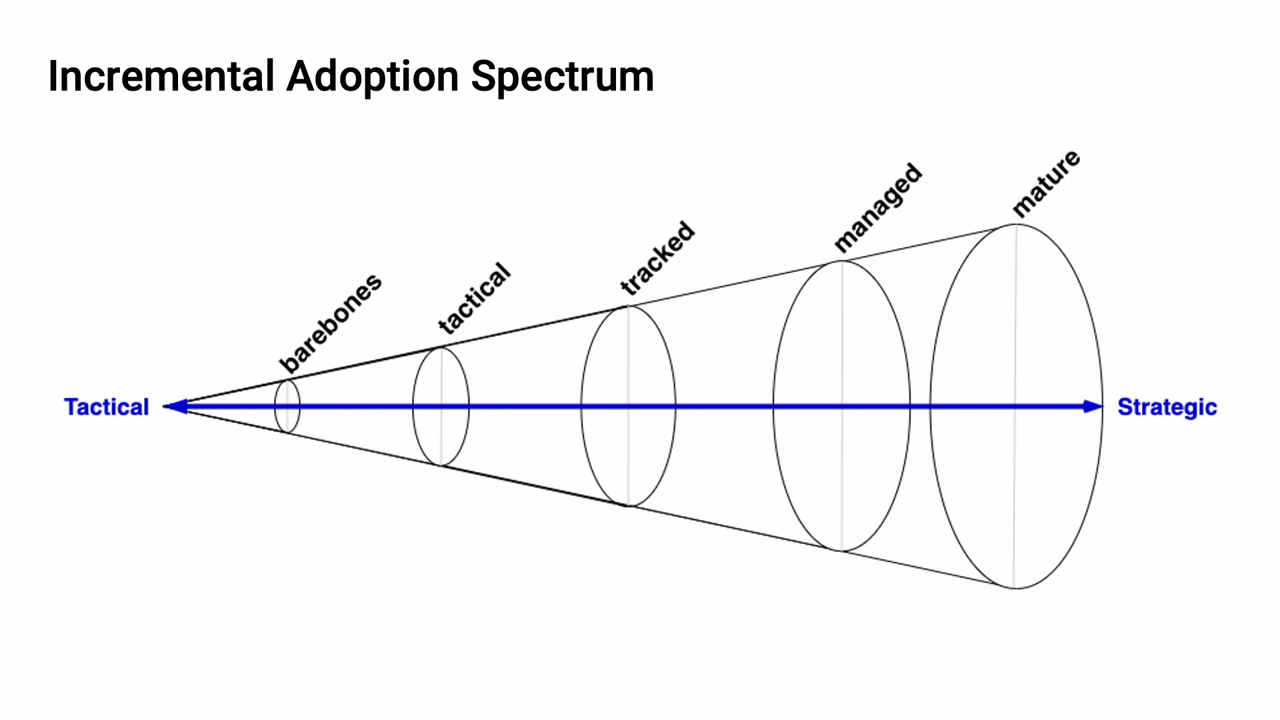 Incremental Adoption Spectrum
barebones
tactical
tracked
managed
mature
Tactical
Strategic